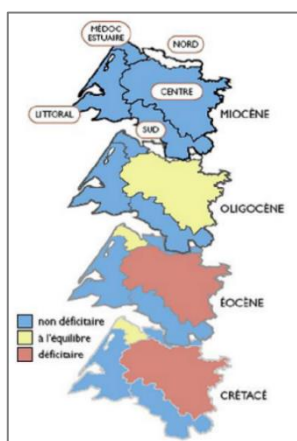 MÉDOC
ESTUAIRE
NORD
CENTRE
LITTORAL
MIOCÈNE
SUD
OLIGOCÈNE
ÉOCÈNE
non déficitaire
à l'équilibre
déficitaire
CRÉTACÉ